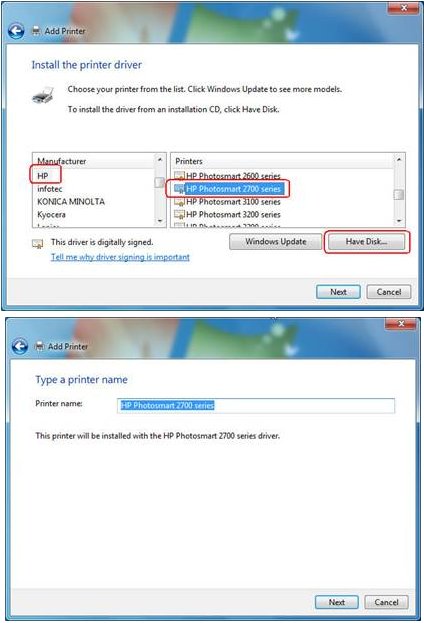 Add Printer
Install the printer driver
Choose your printer from the list. Click Windows Update to see more models.
To install the driver from an installation CD, click Have Disk.
Manufacturer
HP
infotec
KONICA MINOLTA
Kyocera
Printers
HP Photosmart 2600 series
HP Photosmart 2700 series
HP Photosmart 3100 series
HP Photosmart 3200 series
This driver is digitally signed.
Tell me why driver signing is important
Windows Update
Have Disk...
Next
Cancel
Add Printer
Type a printer name
Printer name:
HP Photosmart 2700 series
This printer will be installed with the HP Photosmart 2700 series driver.
Next
Cancel